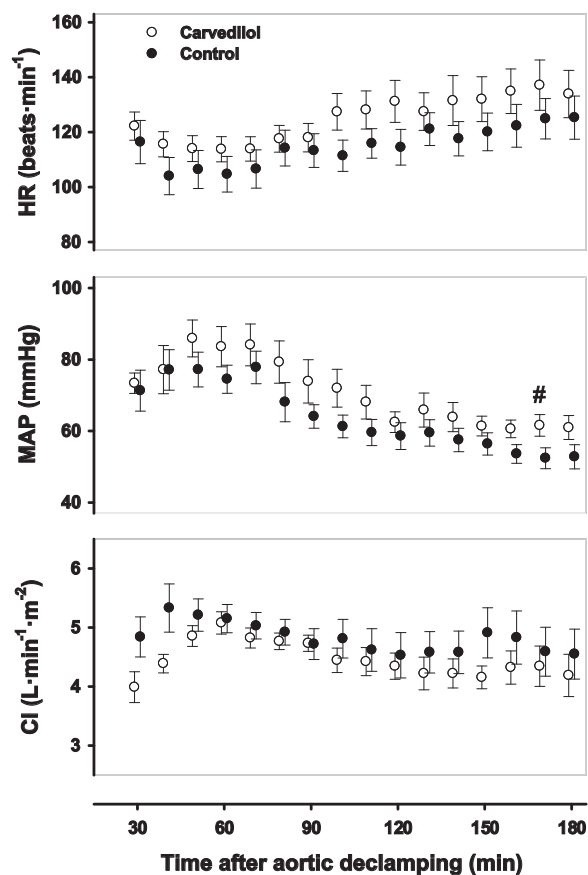 160
Carvedilol
Control
140
120
100
80
HR (beats·min⁻¹)
100
80
60
40
MAP (mmHg)
#
6
5
4
3
CI (L·min⁻¹·m⁻²)
30 60 90 120 150 180
Time after aortic declamping (min)